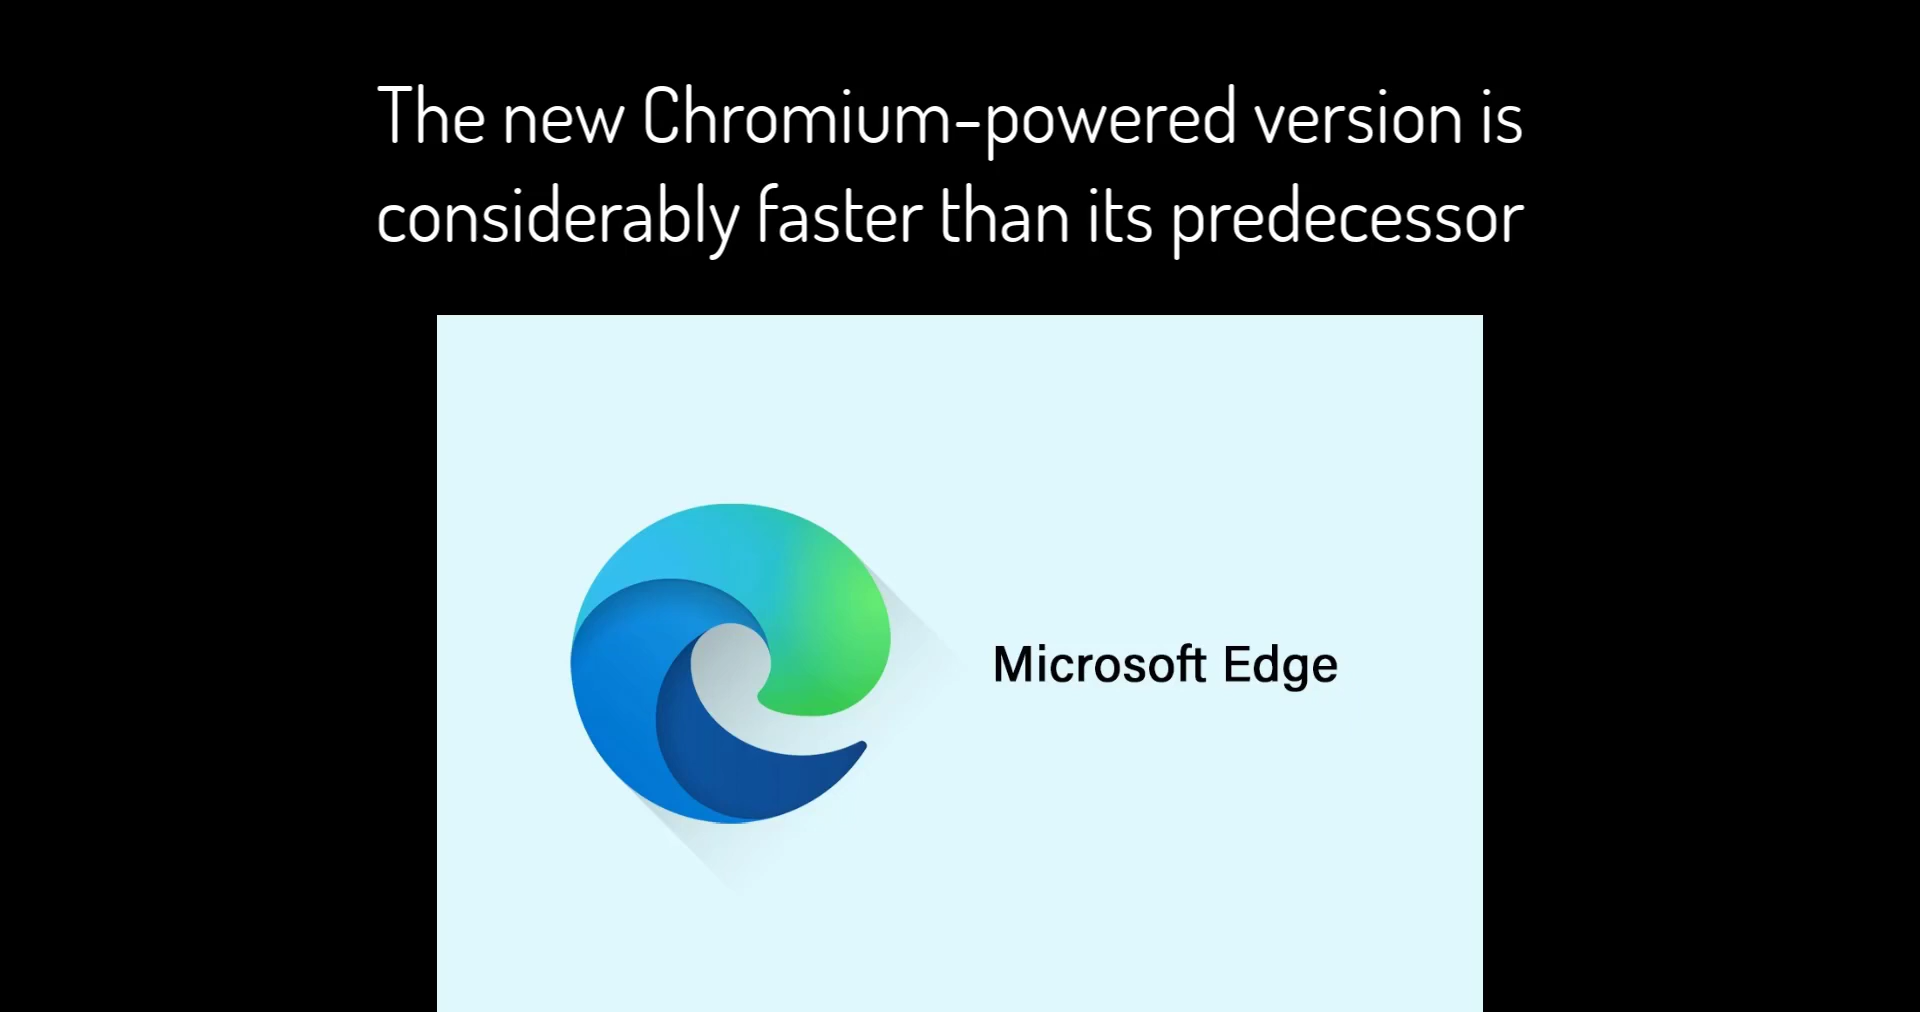 The new Chromium-powered version is
considerably faster than its predecessor
Microsoft Edge